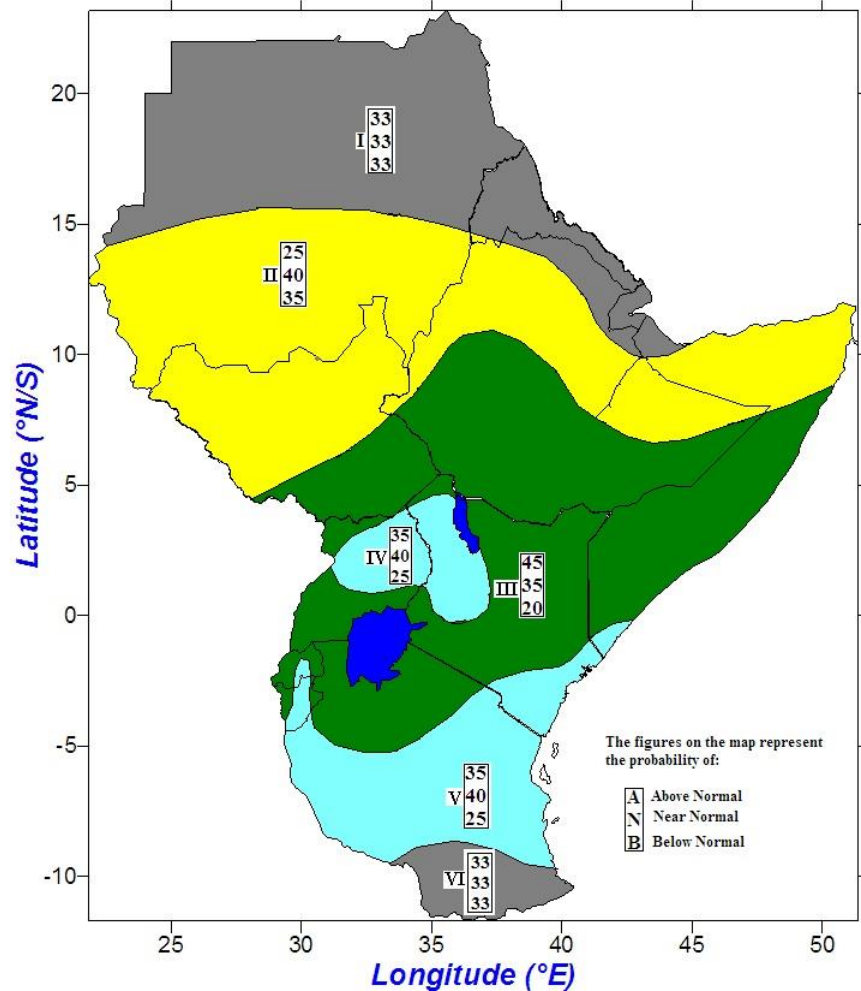 20
15
10
5
0
-5
-10
25
30
35
40
45
50
Latitude (°N/S)
Longitude (°E)
I
33
33
33
II
25
40
35
IV
35
40
25
III
45
35
20
V
35
40
25
VI
33
33
33
The figures on the map represent
the probability of:
A Above Normal
N Near Normal
B Below Normal